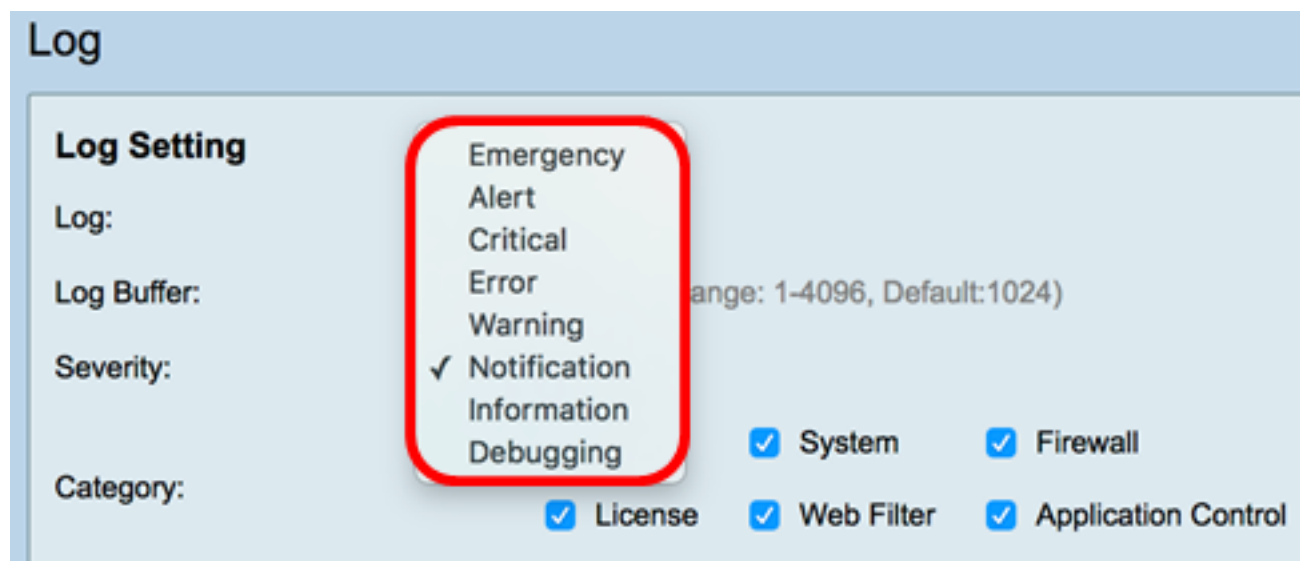 Log
Log Setting
Log:
Log Buffer:
Severity:
Category:
Emergency
Alert
Critical
Error
Warning
✓ Notification
Information
Debugging
ange: 1-4096, Default:1024)
System
Firewall
License
Web Filter
Application Control